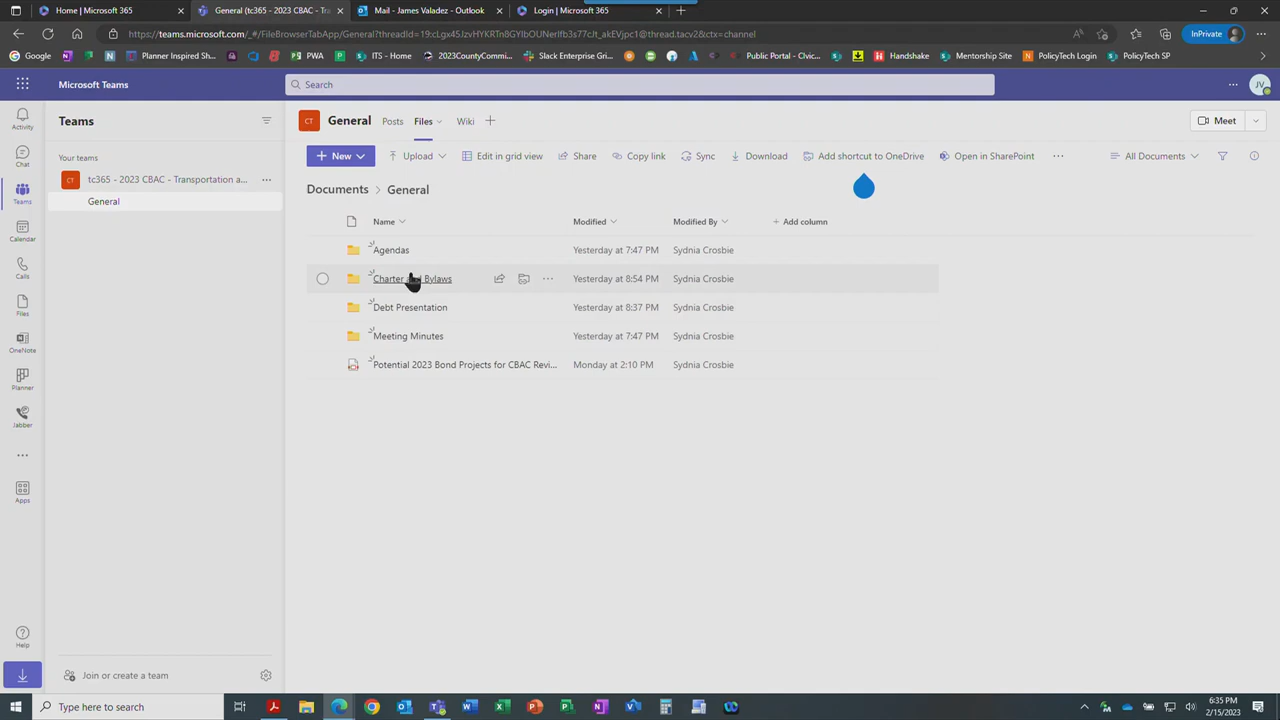 Home | Microsoft 365
General (tc365 - 2023 CBAC - Tra
Mail - James Valadez - Outlook
Login | Microsoft 365
https://teams.microsoft.com/_#/FileBrowserTabApp/General?threadId=
ctx=channel
InPrivate
Google
Planner Inspired Sh...
PWA
ITS - Home
2023CountyCommi...
Slack Enterprise Gri...
Public Portal - Civic...
Handshake
Mentorship Site
PolicyTech LOGIN
PolicyTech SP
Microsoft Teams
Search
JV
Activity
Chat
Teams
Calendar
Calls
Files
OneNote
Planner
Jabber
Apps
Help
Teams
Your teams
CT tc365 - 2023 CBAC - Transportation a...
General
Join or create a team
CT General Posts Files Wiki
Meet
New Upload Edit in grid view Share Copy link Sync Download Add shortcut to OneDrive Open in SharePoint All Documents
Documents > General
Name Modified Modified By + Add column
Agendas Yesterday at 7:47 PM Sydnia Crosbie
Charter and Bylaws Yesterday at 8:54 PM Sydnia Crosbie
Debt Presentation Yesterday at 8:37 PM Sydnia Crosbie
Meeting Minutes Yesterday at 7:47 PM Sydnia Crosbie
Potential 2023 Bond Projects for CBAC Revi... Monday at 2:10 PM Sydnia Crosbie
Type here to search
6:35 PM
2/15/2023